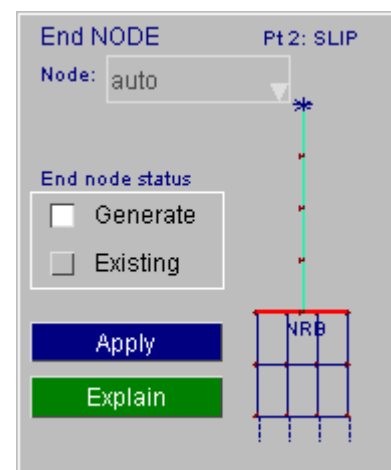 End NODE Pt 2: SLIP
Node: auto
End node status
Generate
Existing
NRB
Apply
Explain